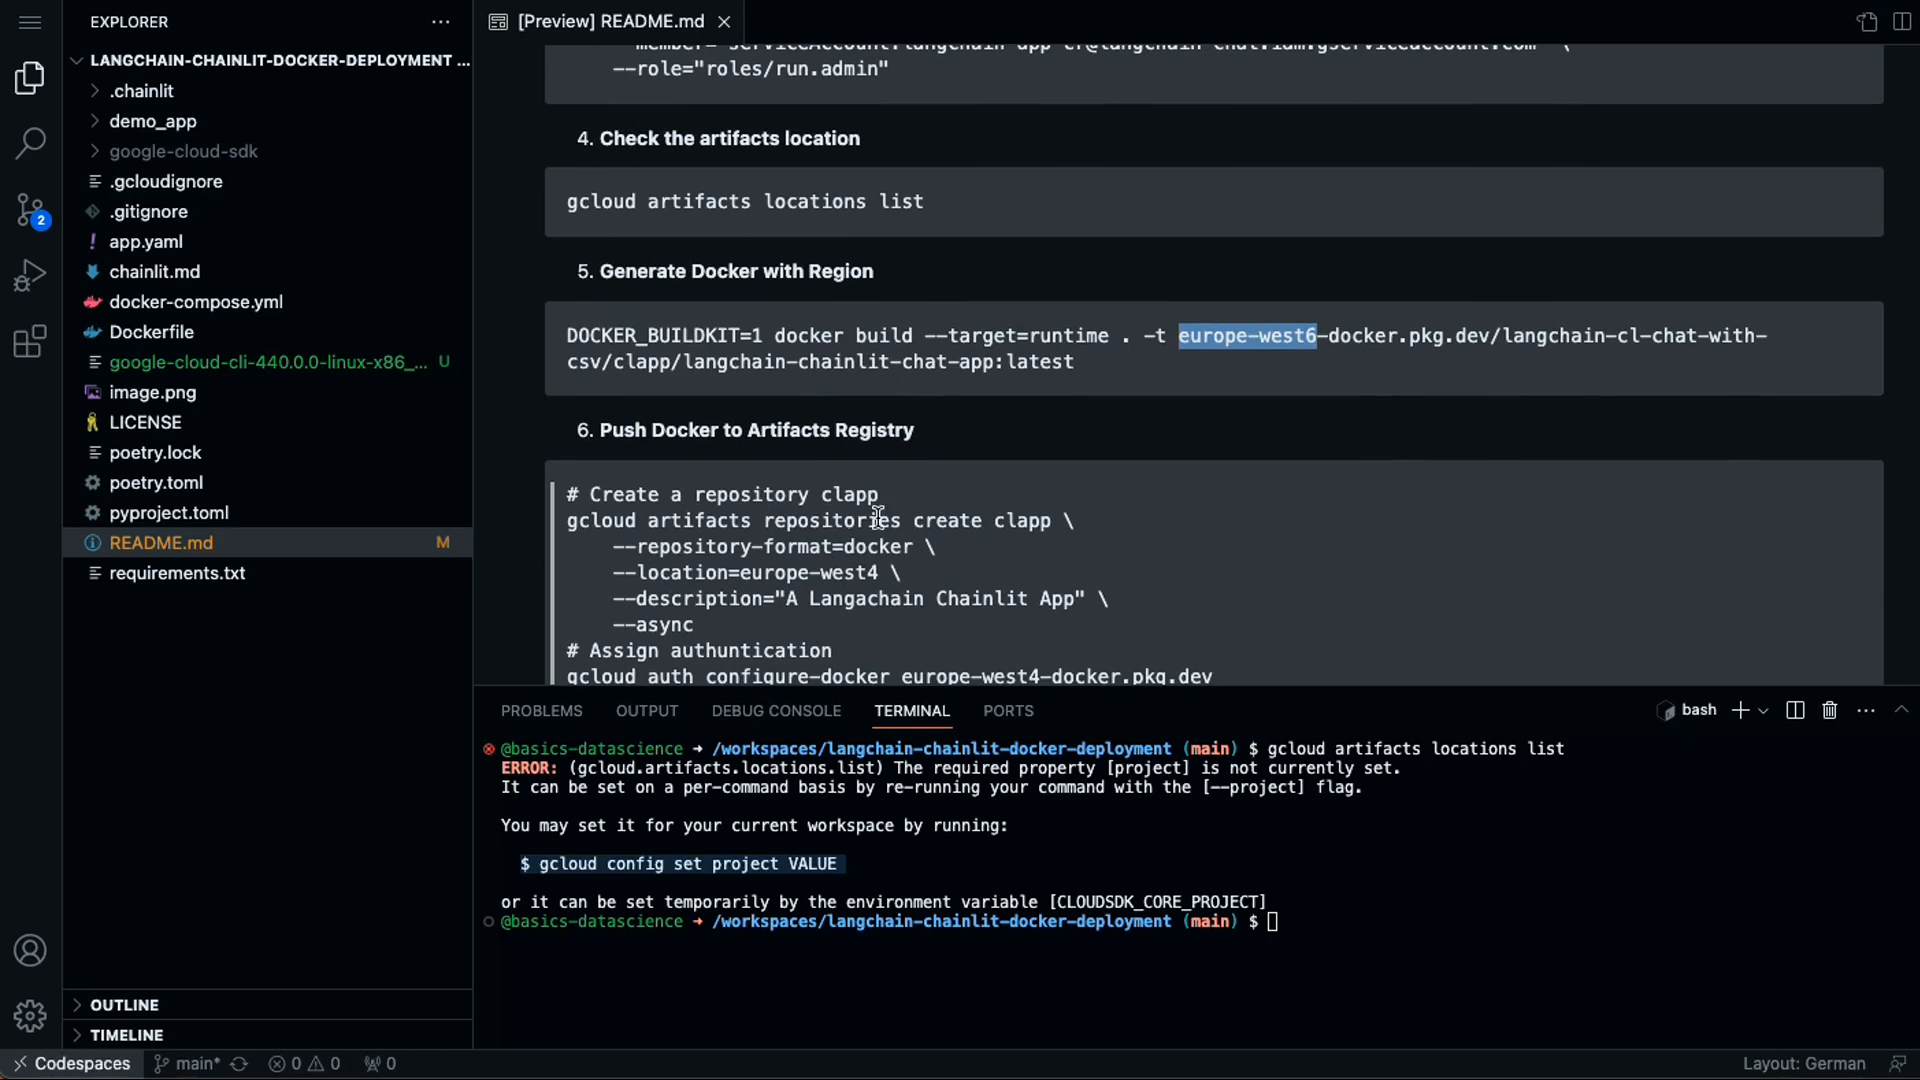 EXPLORER
LANGCHAIN-CHAINLIT-DOCKER-DEPLOYMENT ...
.chainlit
demo_app
google-cloud-sdk
.gcloudignore
.gitignore
app.yaml
chainlit.md
docker-compose.yml
Dockerfile
google-cloud-cli-440.0.0-linux-x86_... U
image.png
LICENSE
poetry.lock
poetry.toml
pyproject.toml
README.md M
requirements.txt
OUTLINE
TIMELINE
2
[Preview] README.md
--role="roles/run.admin"
4. Check the artifacts location
gcloud artifacts locations list
5. Generate Docker with Region
DOCKER_BUILDKIT=1 docker build --target=runtime . -t europe-west6-docker.pkg.dev/langchain-cl-chat-with-
csv/clapp/langchain-chainlit-chat-app:latest
6. Push Docker to Artifacts Registry
# Create a repository clapp
gcloud artifacts repositories create clapp \
--repository-format=docker \
--location=europe-west4 \
--description="A Langachain Chainlit App" \
--async
# Assign authuntication
gcloud auth configure-docker europe-west4-docker.pkg.dev
PROBLEMS OUTPUT DEBUG CONSOLE TERMINAL PORTS
bash
@basics-datascience ➜ /workspaces/langchain-chainlit-docker-deployment (main) $ gcloud artifacts locations list
ERROR: (gcloud.artifacts.locations.list) The required property [project] is not currently set.
It can be set on a per-command basis by re-running your command with the [--project] flag.
You may set it for your current workspace by running:
$ gcloud config set project VALUE
or it can be set temporarily by the environment variable [CLOUDSDK_CORE_PROJECT]
@basics-datascience ➜ /workspaces/langchain-chainlit-docker-deployment (main) $
Codespaces main* 0 0 0 Layout: German